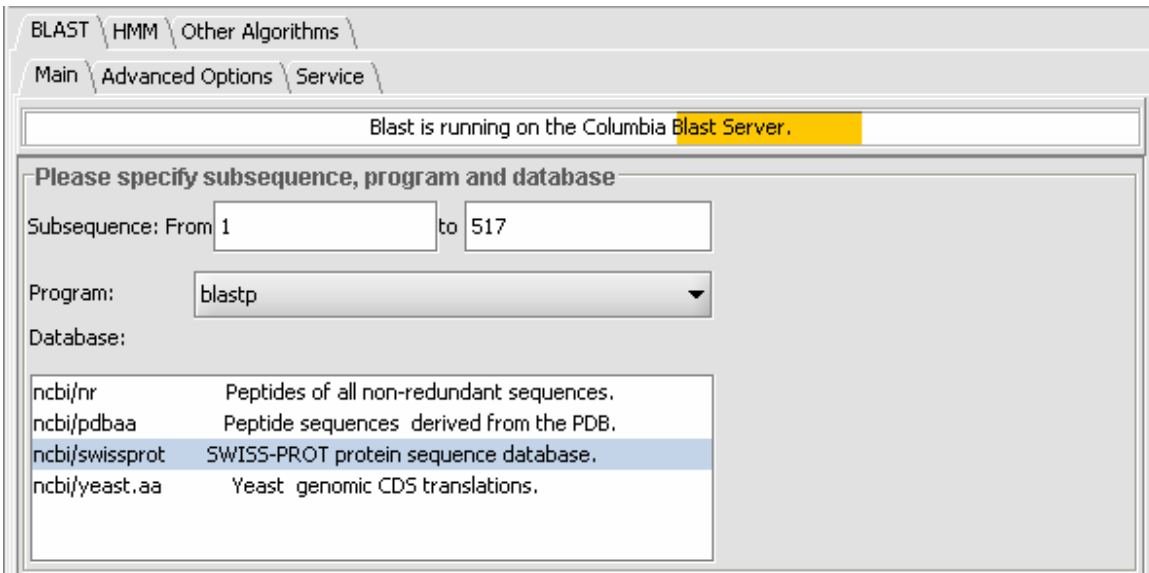 BLAST HMM Other Algorithms
Main Advanced Options Service
Blast is running on the Columbia Blast Server.
Please specify subsequence, program and database
Subsequence: From 1 to 517
Program: blastp
Database:
ncbi/nr Peptides of all non-redundant sequences.
ncbi/pdbaa Peptide sequences derived from the PDB.
ncbi/swissprot SWISS-PROT protein sequence database.
ncbi/yeast.aa Yeast genomic CDS translations.